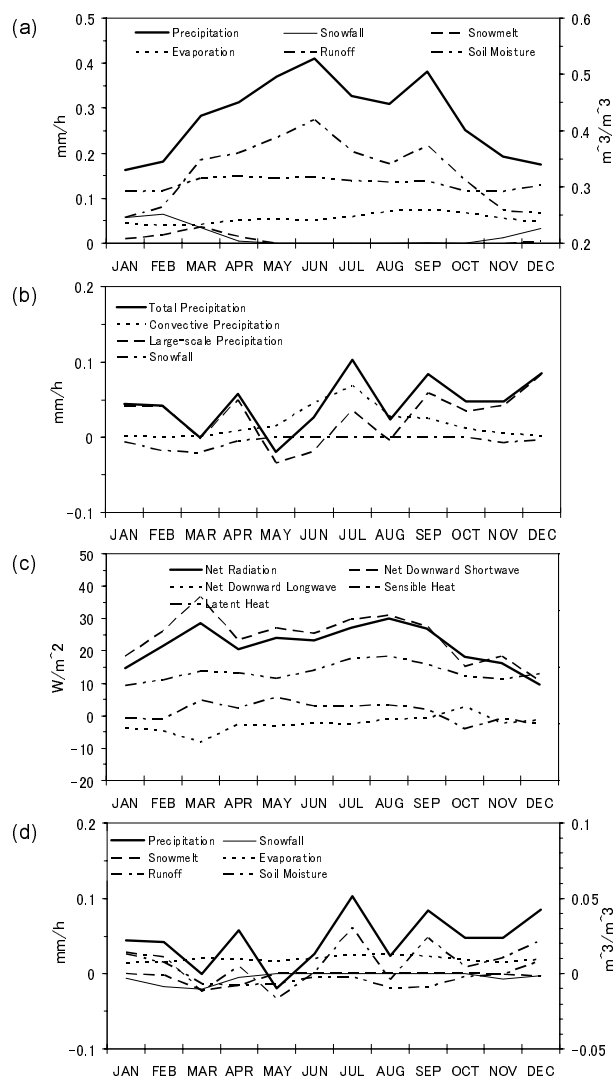 (a)
0.5
0.4
0.3
0.2
0.1
0
mm/h
Precipitation Snowfall Snowmelt
Evaporation Runoff Soil Moisture
0.6
0.5
0.4
0.3
0.2
m^3/m^3
JAN FEB MAR APR MAY JUN JUL AUG SEP OCT NOV DEC
(b)
0.2
0.1
0
-0.1
mm/h
Total Precipitation
Convective Precipitation
Large-scale Precipitation
Snowfall
JAN FEB MAR APR MAY JUN JUL AUG SEP OCT NOV DEC
(c)
50
40
30
20
10
0
-10
-20
W/m^2
Net Radiation Net Downward Shortwave
Net Downward Longwave Sensible Heat
Latent Heat
JAN FEB MAR APR MAY JUN JUL AUG SEP OCT NOV DEC
(d)
0.2
0.1
0
-0.1
mm/h
Precipitation Snowfall
Snowmelt Evaporation
Runoff Soil Moisture
0.1
0.05
0
-0.05
m^3/m^3
JAN FEB MAR APR MAY JUN JUL AUG SEP OCT NOV DEC